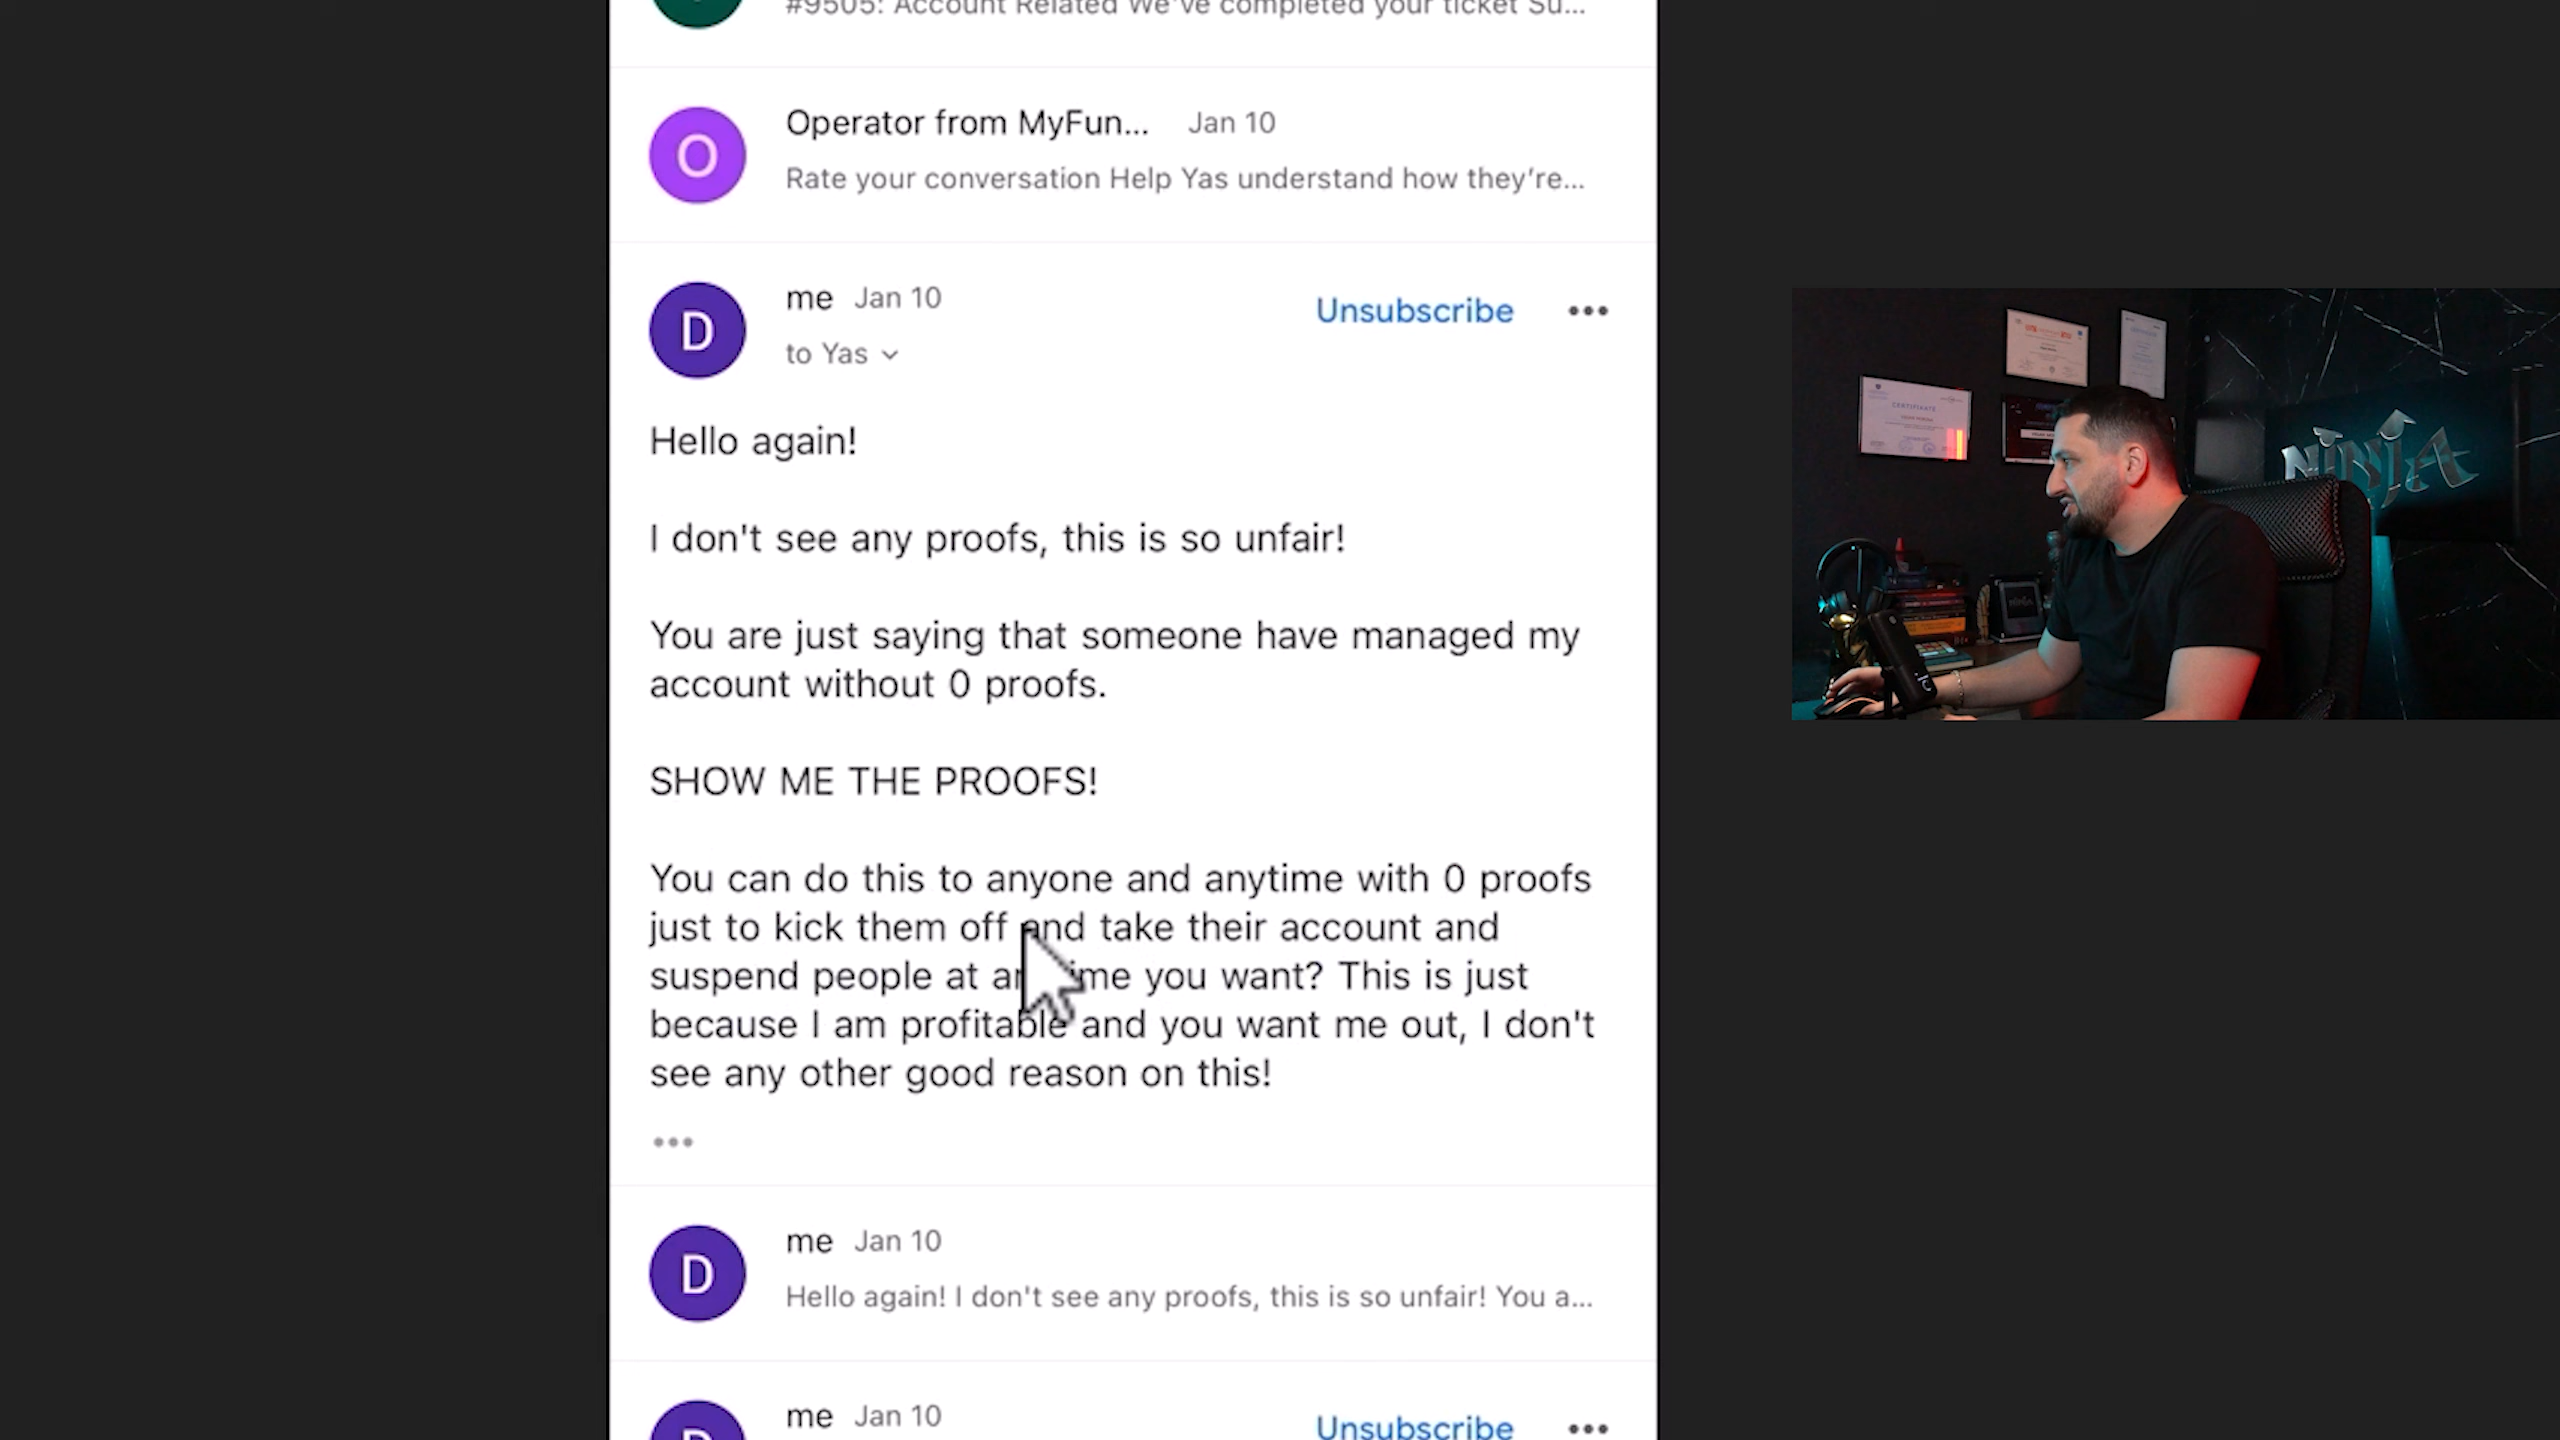 #9505: Account Related We've completed your ticket Su...
O
Operator from MyFun... Jan 10
Rate your conversation Help Yas understand how they're...
D
me Jan 10
Unsubscribe
to Yas
Hello again!
I don't see any proofs, this is so unfair!
You are just saying that someone have managed my
account without 0 proofs.
SHOW ME THE PROOFS!
You can do this to anyone and anytime with 0 proofs
just to kick them off and take their account and
suspend people at me you want? This is just
because I am profitable and you want me out, I don't
see any other good reason on this!
D
me Jan 10
Hello again! I don't see any proofs, this is so unfair! You a...
D
me Jan 10
Unsubscribe
CERTIFICATE
NINJA